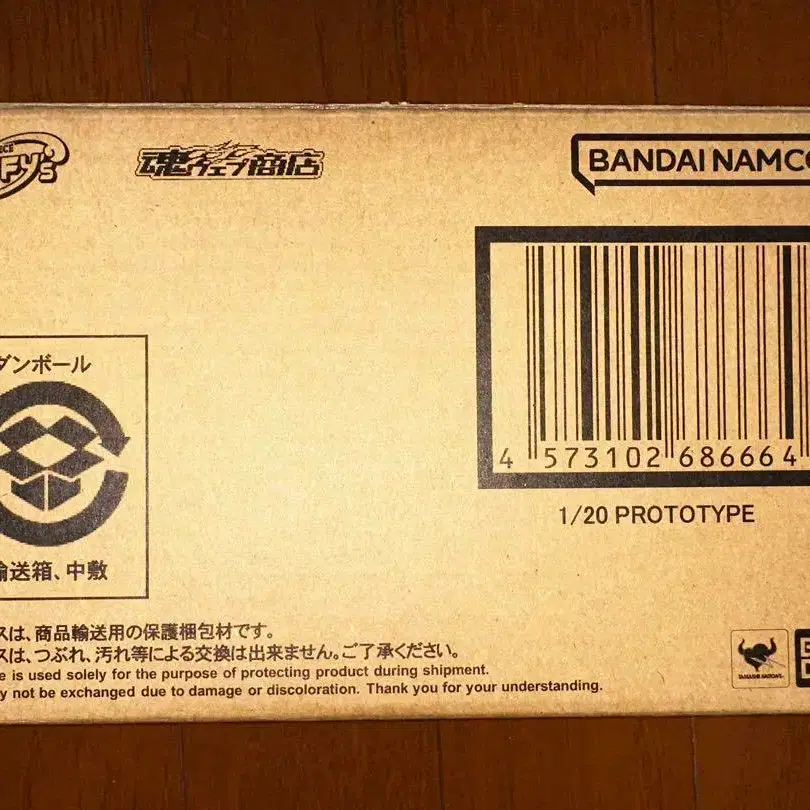 魂ウェブ商店
BANDAI NAMCO
ダンボール
輸送箱、中敷
4 573102 686664
1/20 PROTOTYPE
スは、商品輸送用の保護梱包材です。
スは、つぶれ、汚れ等による交換は出来ません。ご了承ください。
e is used solely for the purpose of protecting product during shipment.
y not be exchanged due to damage or discoloration. Thank you for your understanding.
TAMASHII NATIONS